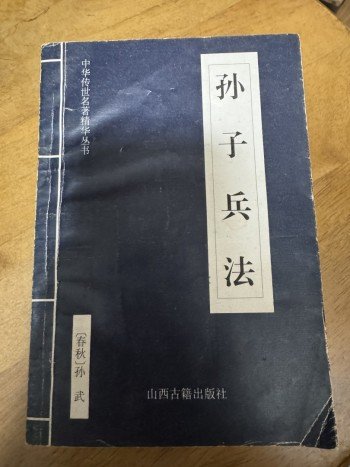 中华传世名著精华丛书
孙子兵法
〔春秋〕孙 武
山西古籍出版社